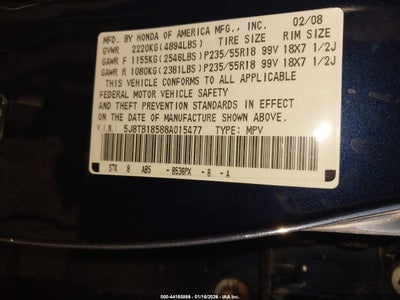 MFD. BY HONDA OF AMERICA MFG., INC. 02/08
GVWR 2220KG(4894LBS) TIRE SIZE RIM SIZE
GAWR F 1155KG(2546LBS)P235/55R18 99V 18X7 1/2J
GAWR R 1080KG(2381LBS)P235/55R18 99V 18X7 1/2J
THIS VEHICLE CONFORMS TO ALL APPLICABLE
FEDERAL MOTOR VEHICLE SAFETY
AND THEFT PREVENTION STANDARDS IN EFFECT
ON THE DATE OF MANUFACTURE SHOWN ABOVE.
V.I.N.: 5J8TB18588A015477 TYPE: MPV
STK 8 AB5 -B536PX -B -A
© IAA - 44165866 - 01/16/2026 - IAAI.COM